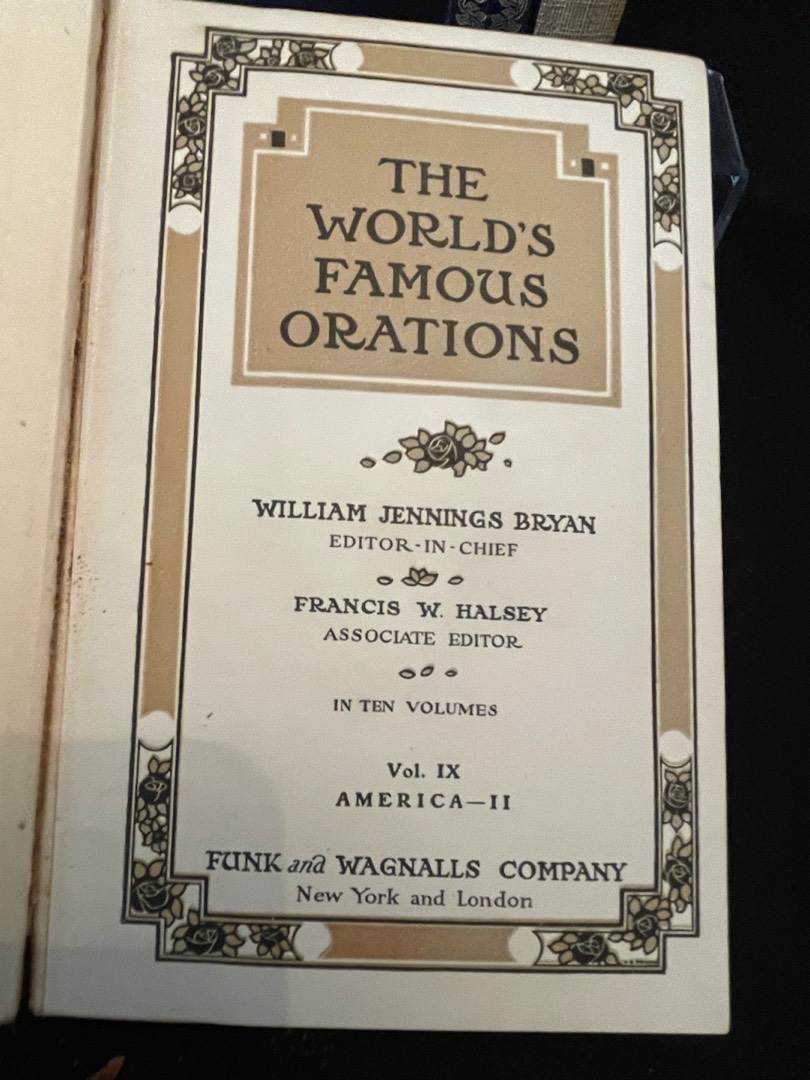 THE
WORLD'S
FAMOUS
ORATIONS
WILLIAM JENNINGS BRYAN
EDITOR-IN-CHIEF
FRANCIS W. HALSEY
ASSOCIATE EDITOR
IN TEN VOLUMES
Vol. IX
AMERICA—II
FUNK and WAGNALLS COMPANY
New York and London